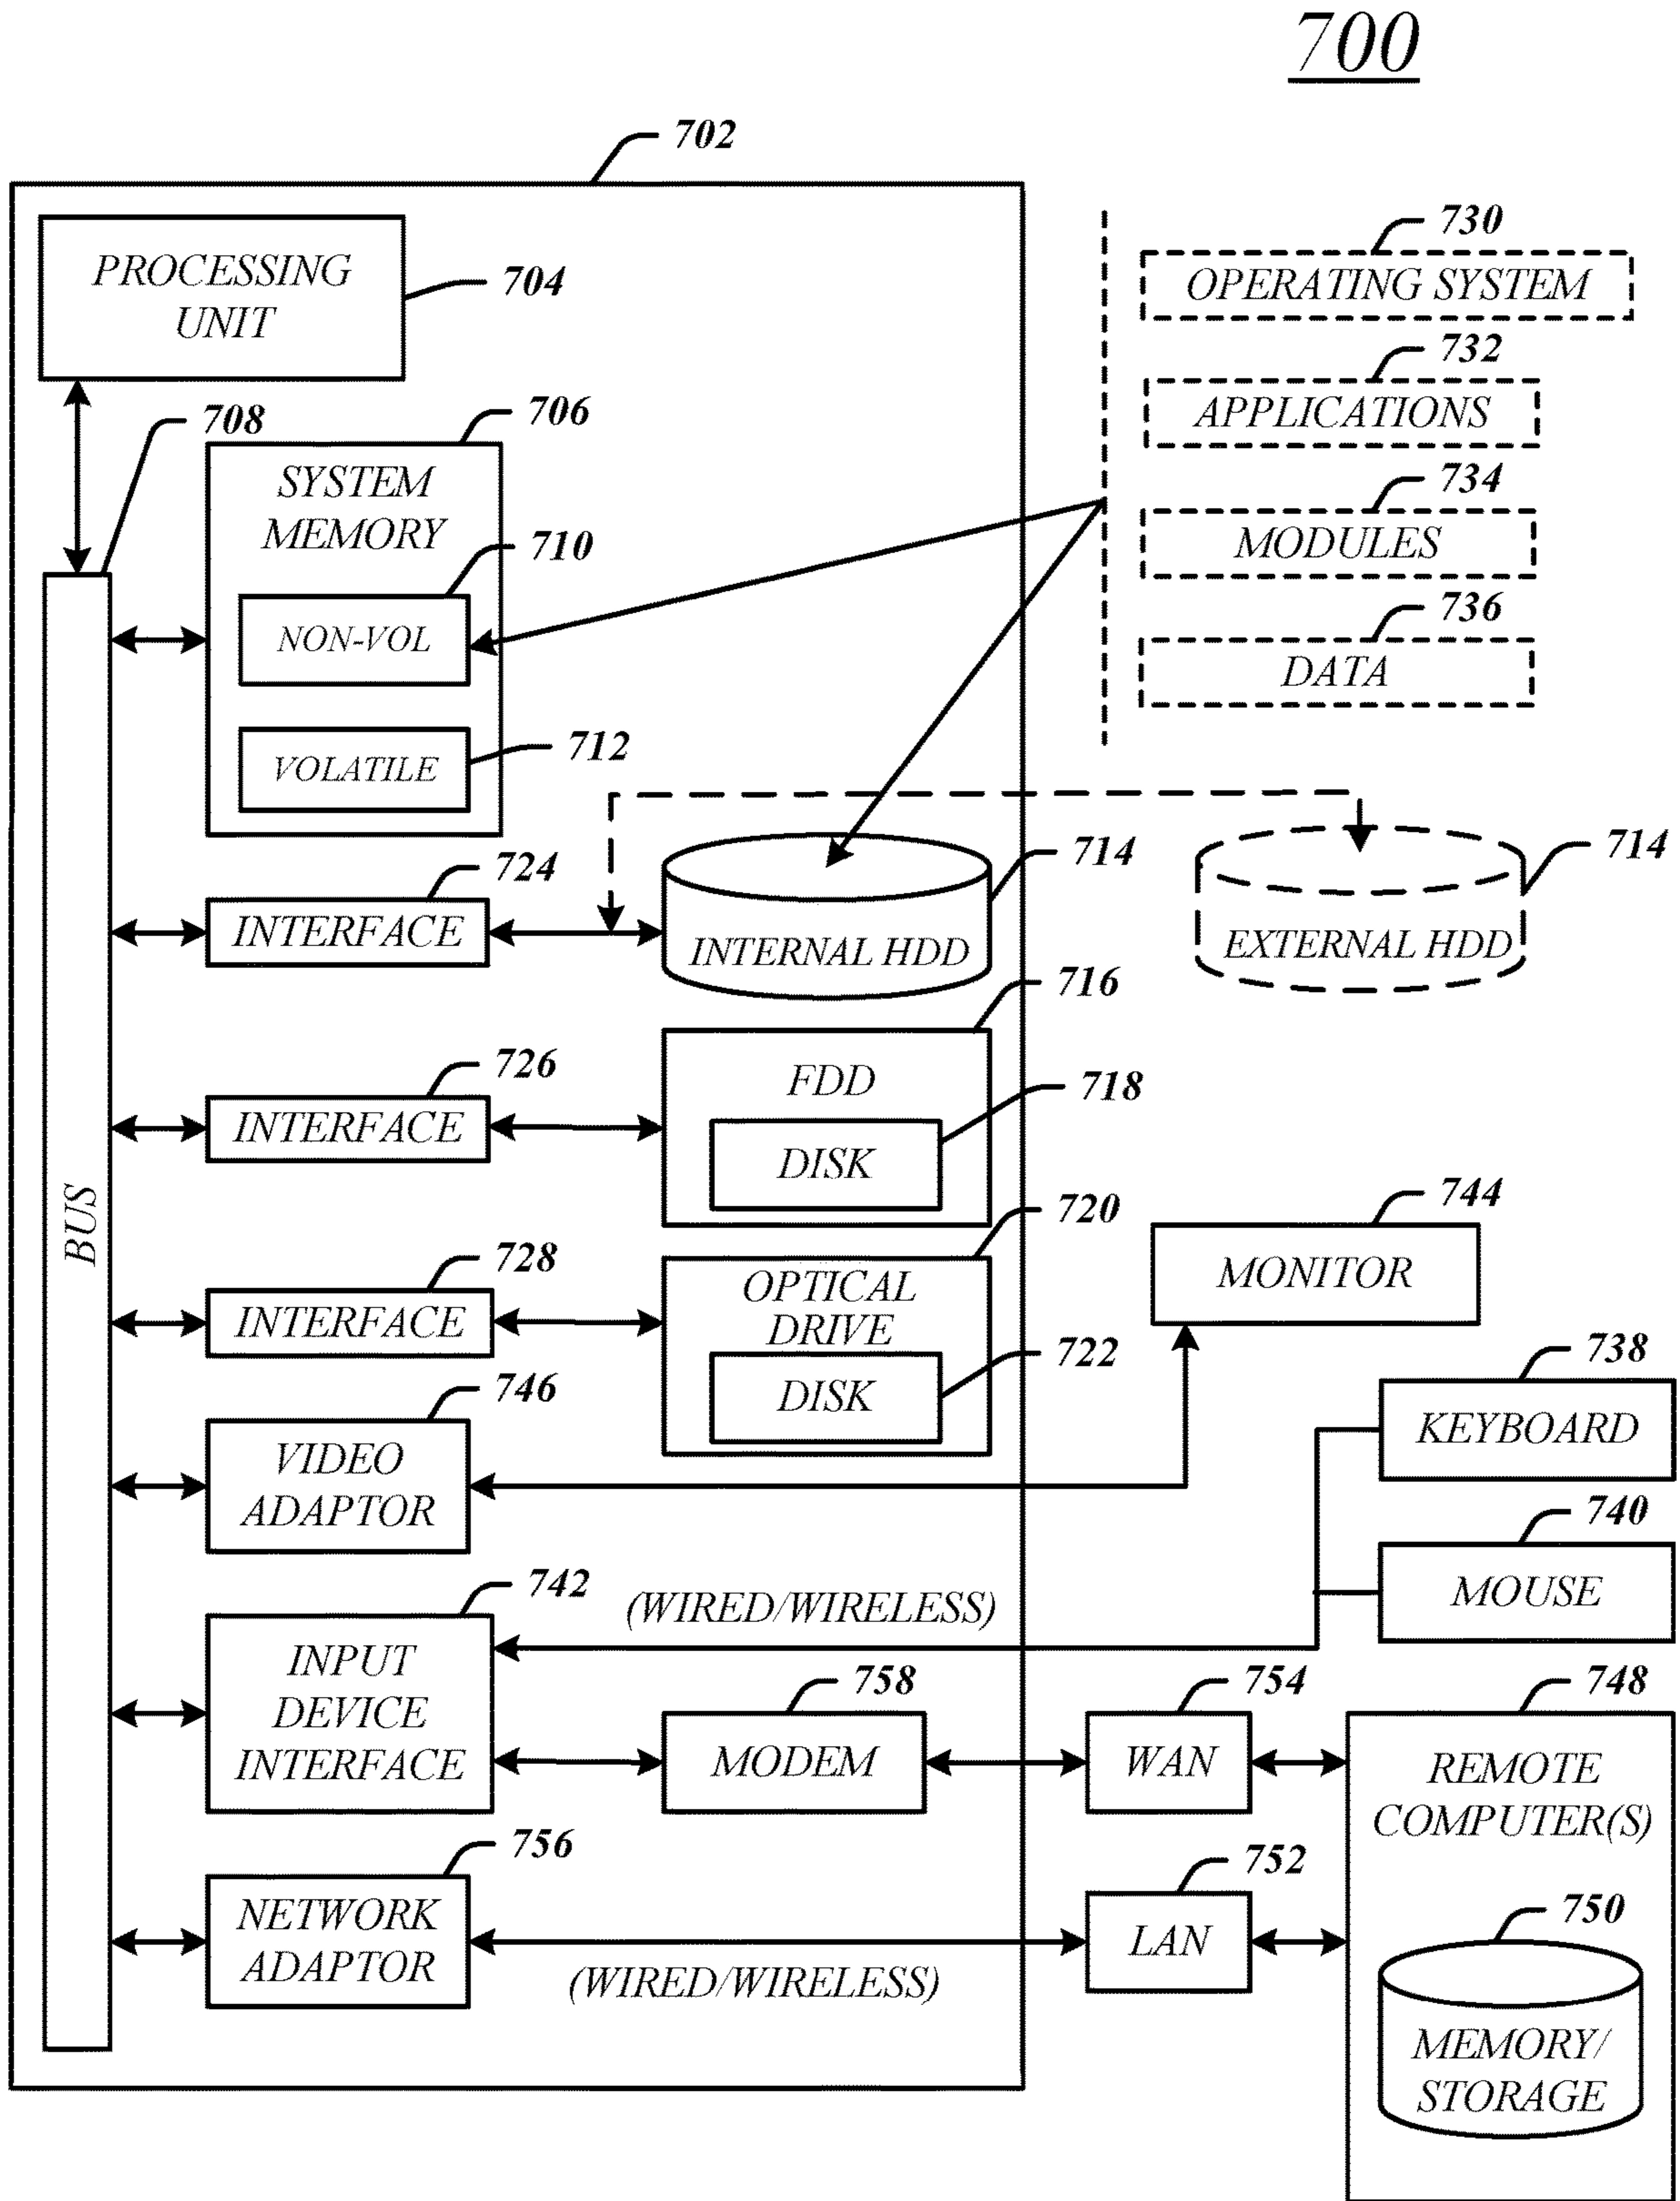 700
702
PROCESSING
UNIT
704
730
OPERATING SYSTEM
732
APPLICATIONS
734
MODULES
736
DATA
708
706
SYSTEM
MEMORY
710
NON-VOL
712
VOLATILE
724
INTERFACE
714
INTERNAL HDD
714
EXTERNAL HDD
726
INTERFACE
716
FDD
718
DISK
BUS
728
INTERFACE
720
OPTICAL
DRIVE
722
DISK
744
MONITOR
746
VIDEO
ADAPTOR
738
KEYBOARD
740
MOUSE
742
INPUT
DEVICE
INTERFACE
(WIRED/WIRELESS)
758
MODEM
754
WAN
748
REMOTE
COMPUTER(S)
756
NETWORK
ADAPTOR
(WIRED/WIRELESS)
752
LAN
750
MEMORY/
STORAGE